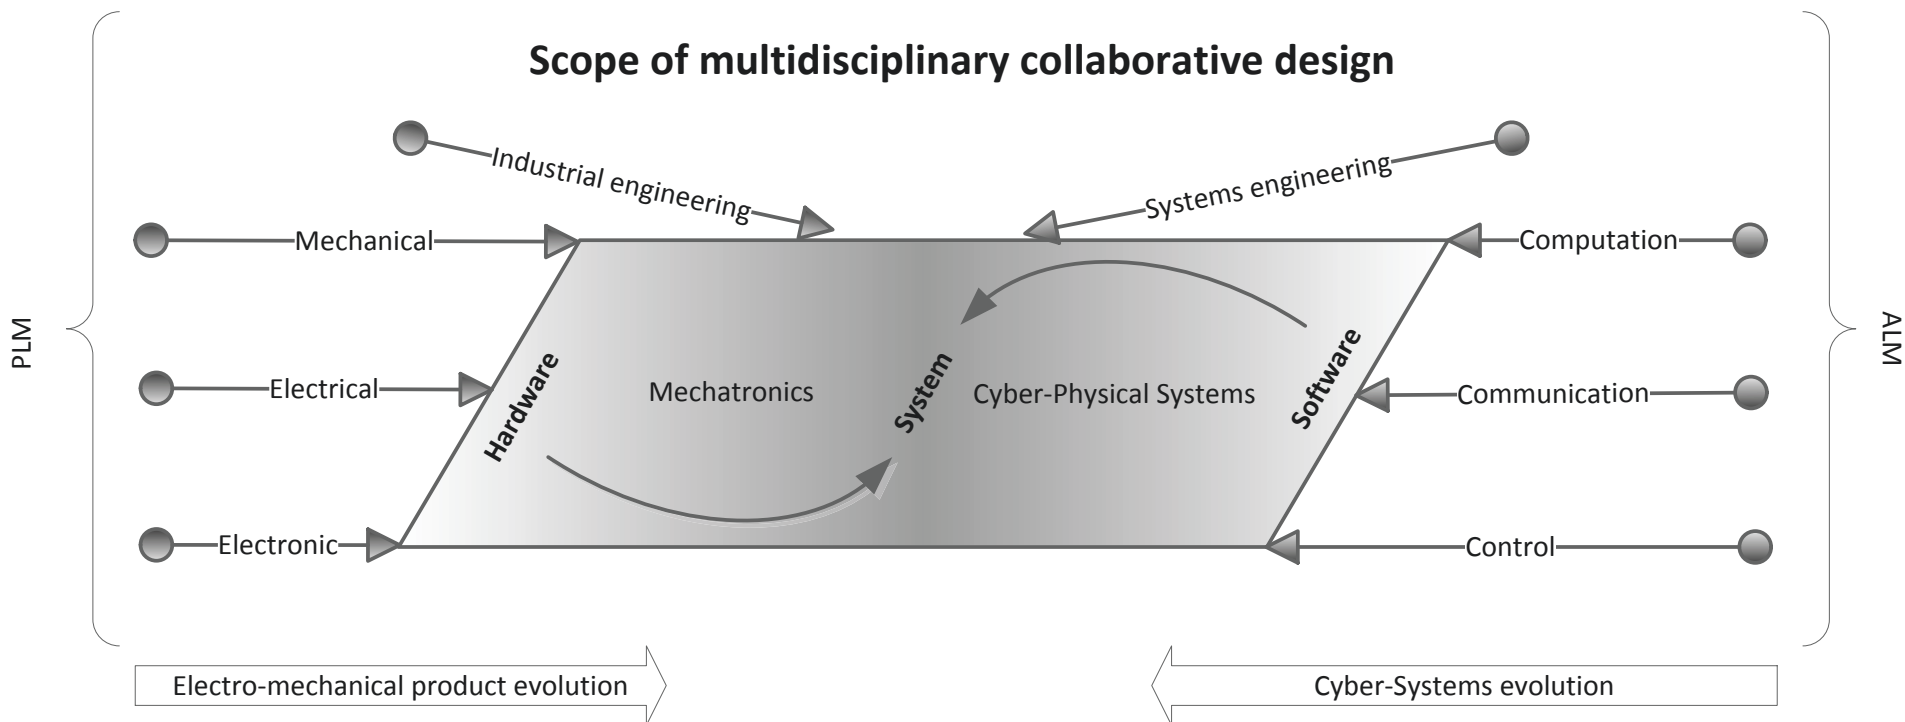 Scope of multidisciplinary collaborative design
Industrial engineering
Systems engineering
Mechanical
Computation
PLM
ALM
Electrical
Hardware
Mechatronics
System
Cyber-Physical Systems
Software
Communication
Electronic
Control
Electro-mechanical product evolution
Cyber-Systems evolution